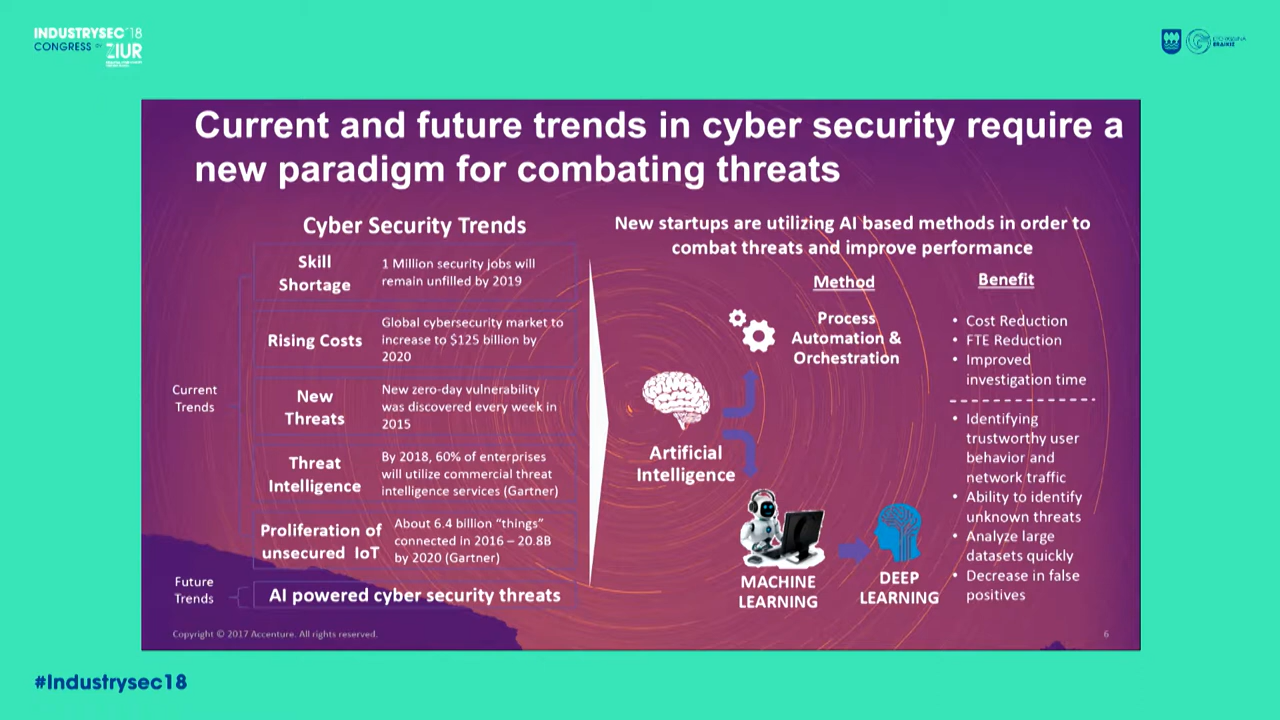 INDUSTRYSEC´18
CONGRESS BY ZIUR
Current and future trends in cyber security require a
new paradigm for combating threats
Cyber Security Trends
Current
Trends
Skill
Shortage
1 Million security jobs will
remain unfilled by 2019
Rising Costs
Global cybersecurity market to
increase to $125 billion by
2020
New
Threats
New zero-day vulnerability
was discovered every week in
2015
Threat
Intelligence
By 2018, 60% of enterprises
will utilize commercial threat
intelligence services (Gartner)
Proliferation of
unsecured IoT
About 6.4 billion “things”
connected in 2016 – 20.8B
by 2020 (Gartner)
Future
Trends
AI powered cyber security threats
New startups are utilizing AI based methods in order to
combat threats and improve performance
Method
Benefit
Artificial
Intelligence
Process
Automation &
Orchestration
• Cost Reduction
• FTE Reduction
• Improved
investigation time
MACHINE
LEARNING
DEEP
LEARNING
• Identifying
trustworthy user
behavior and
network traffic
• Ability to identify
unknown threats
• Analyze large
datasets quickly
• Decrease in false
positives
Copyright © 2017 Accenture. All rights reserved.
6
#Industrysec18